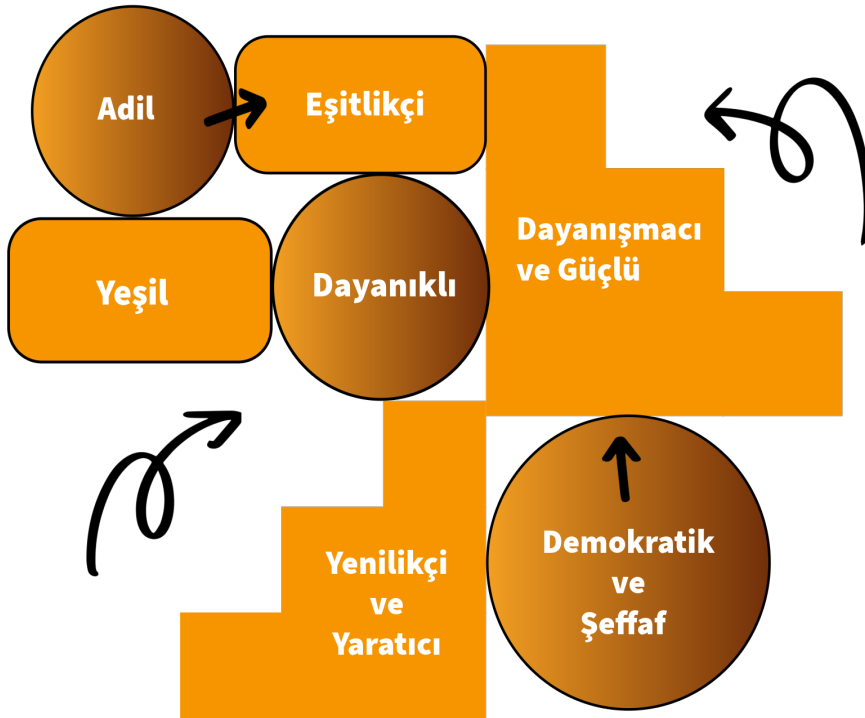 Adil
Eşitlikçi
Yeşil
Dayanıklı
Dayanışmacı
ve Güçlü
Yenilikçi
ve
Yaratıcı
Demokratik
ve
Şeffaf